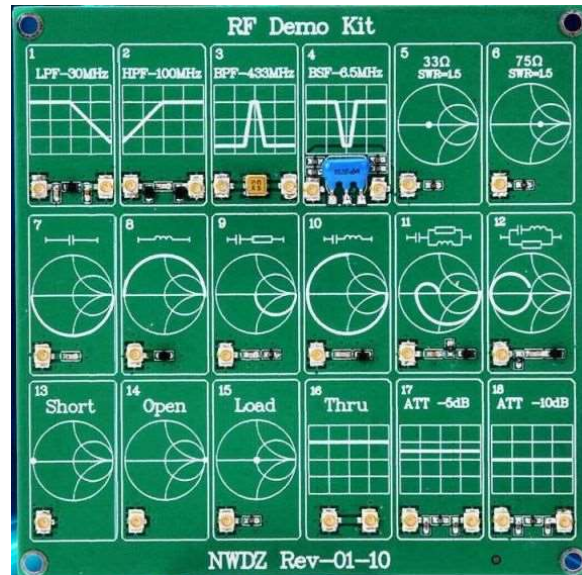 RF Demo Kit
1
LPF-30MHz
2
HPF-100MHz
3
BPF-433MHz
4
BSF-6.5MHz
5
33Ω
SWR=1.5
6
75Ω
SWR=1.5
7
8
9
10
11
12
13
Short
14
Open
15
Load
16
Thru
17
ATT -5dB
18
ATT -10dB
NWDZ Rev-01-10